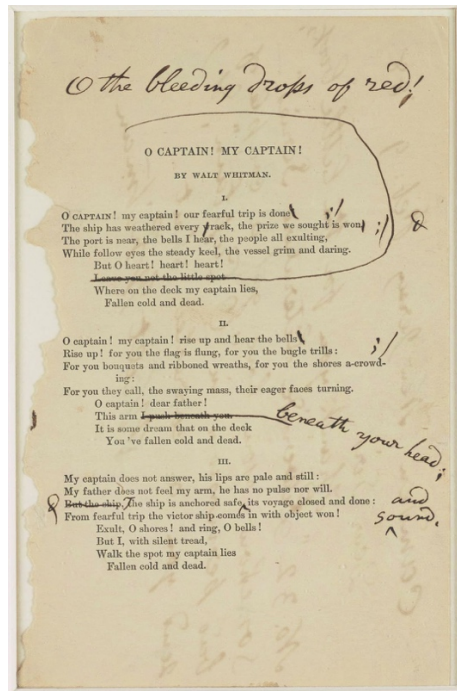 O the bleeding drops of red!
O CAPTAIN! MY CAPTAIN!
BY WALT WHITMAN.
I.
O CAPTAIN! my captain! our fearful trip is done ;/
The ship has weathered every wrack, the prize we sought is won ;/
The port is near, the bells I hear, the people all exulting,
While follow eyes the steady keel, the vessel grim and daring.
But O heart! heart! heart!
Leave you not the little spot
Where on the deck my captain lies,
Fallen cold and dead.
II.
O captain! my captain! rise up and hear the bells ;/
Rise up! for you the flag is flung, for you the bugle trills:
For you bouquets and ribboned wreaths, for you the shores a-crowd-
ing:
For you they call, the swaying mass, their eager faces turning.
O captain! dear father!
This arm I push beneath you. beneath your head;
It is some dream that on the deck
You 've fallen cold and dead.
III.
My captain does not answer, his lips are pale and still:
My father does not feel my arm, he has no pulse nor will.
But the ship, The ship is anchored safe, its voyage closed and done: and
From fearful trip the victor ship comes in with object won! sound,
Exult, O shores! and ring, O bells!
But I, with silent tread,
Walk the spot my captain lies
Fallen cold and dead.